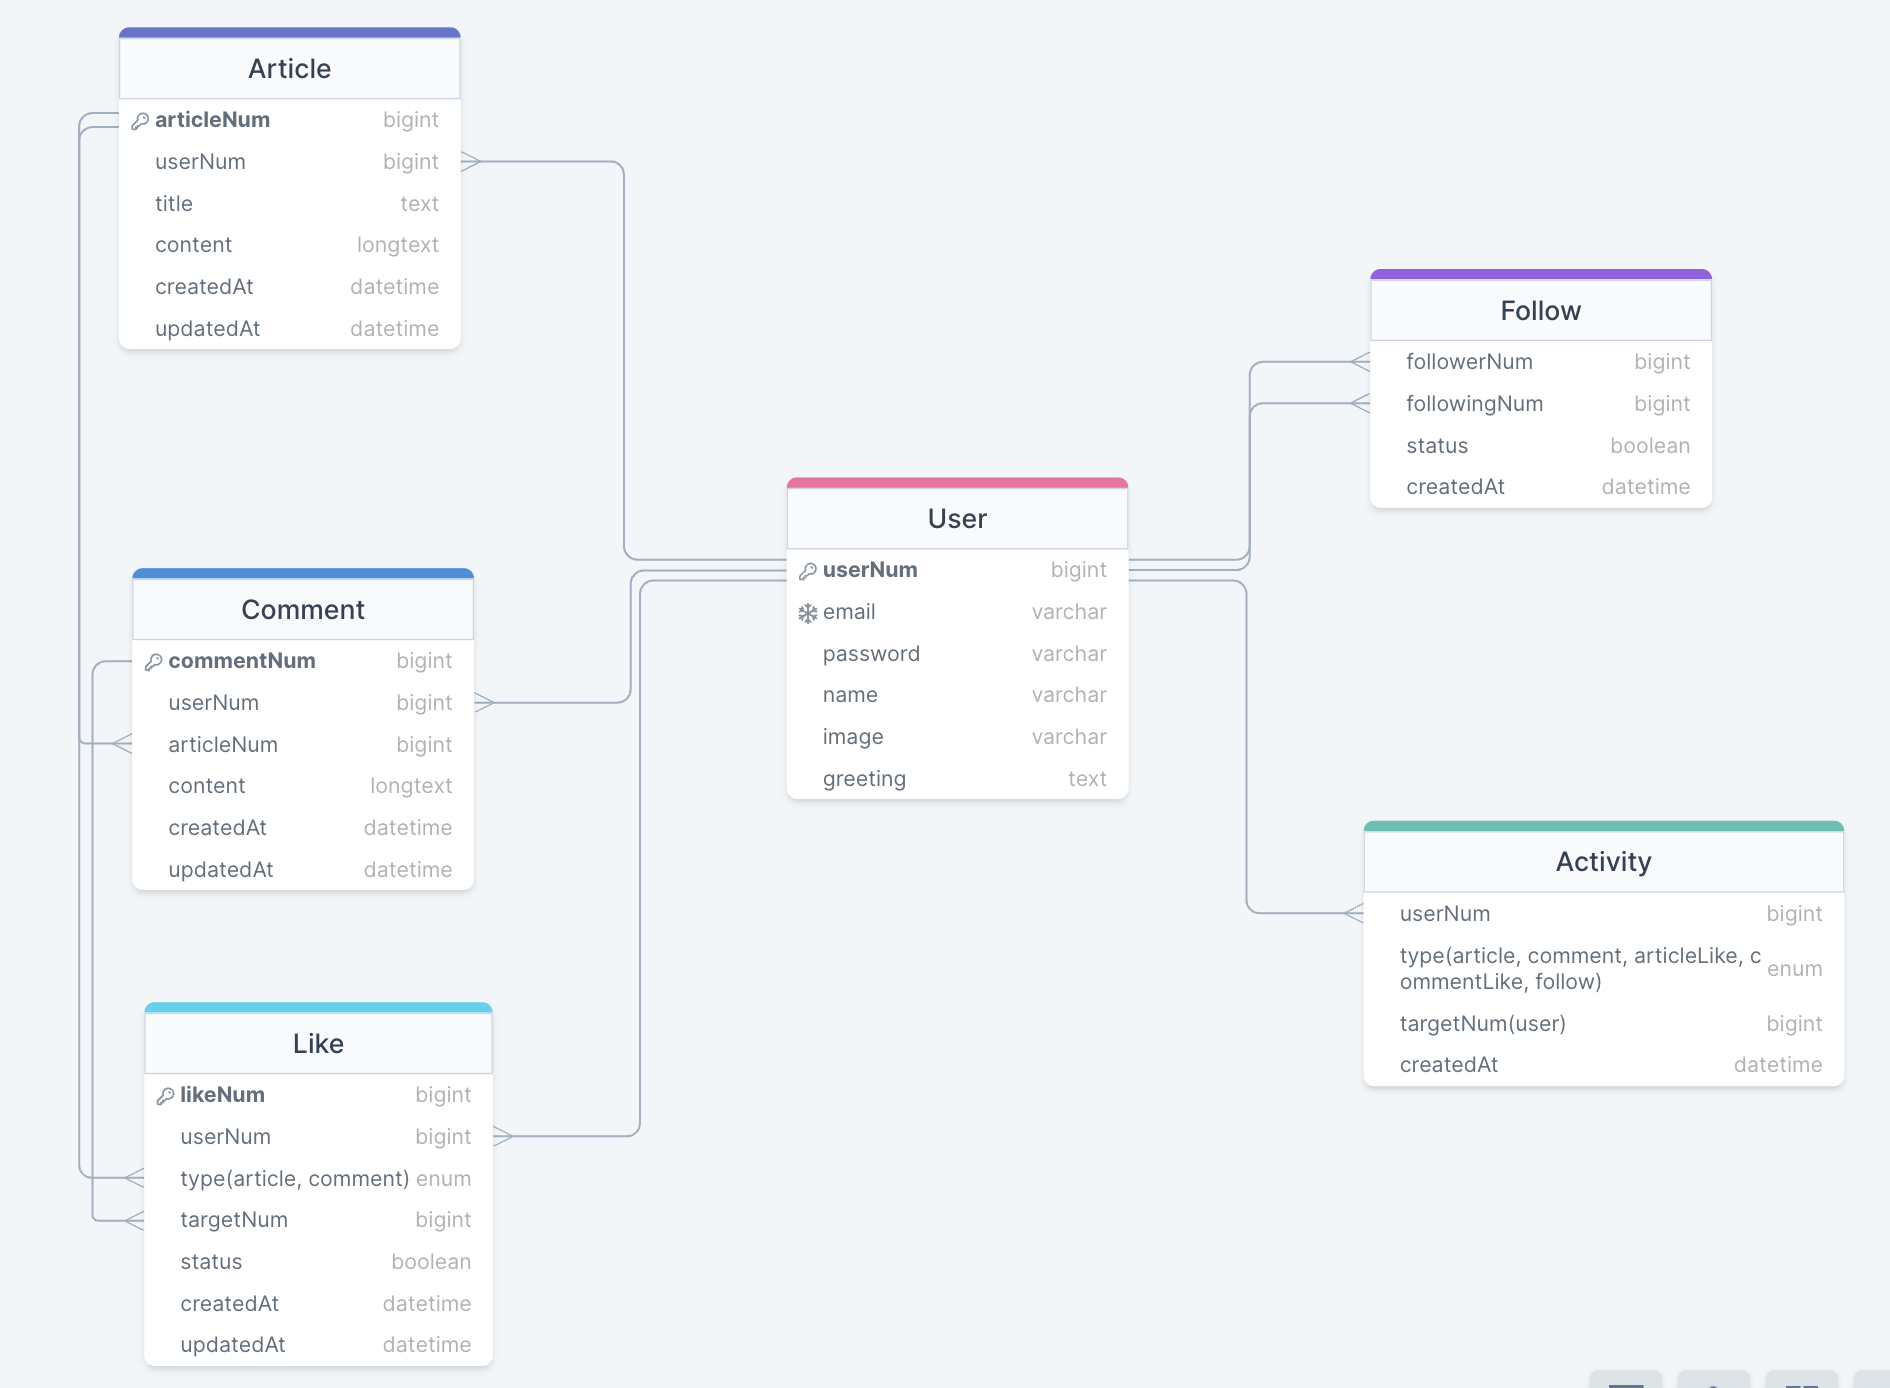 Article
articleNum bigint
userNum bigint
title text
content longtext
createdAt datetime
updatedAt datetime
Comment
commentNum bigint
userNum bigint
articleNum bigint
content longtext
createdAt datetime
updatedAt datetime
Like
likeNum bigint
userNum bigint
type(article, comment) enum
targetNum bigint
status boolean
createdAt datetime
updatedAt datetime
User
userNum bigint
email varchar
password varchar
name varchar
image varchar
greeting text
Follow
followerNum bigint
followingNum bigint
status boolean
createdAt datetime
Activity
userNum bigint
type(article, comment, articleLike, c
ommentLike, follow) enum
targetNum(user) bigint
createdAt datetime